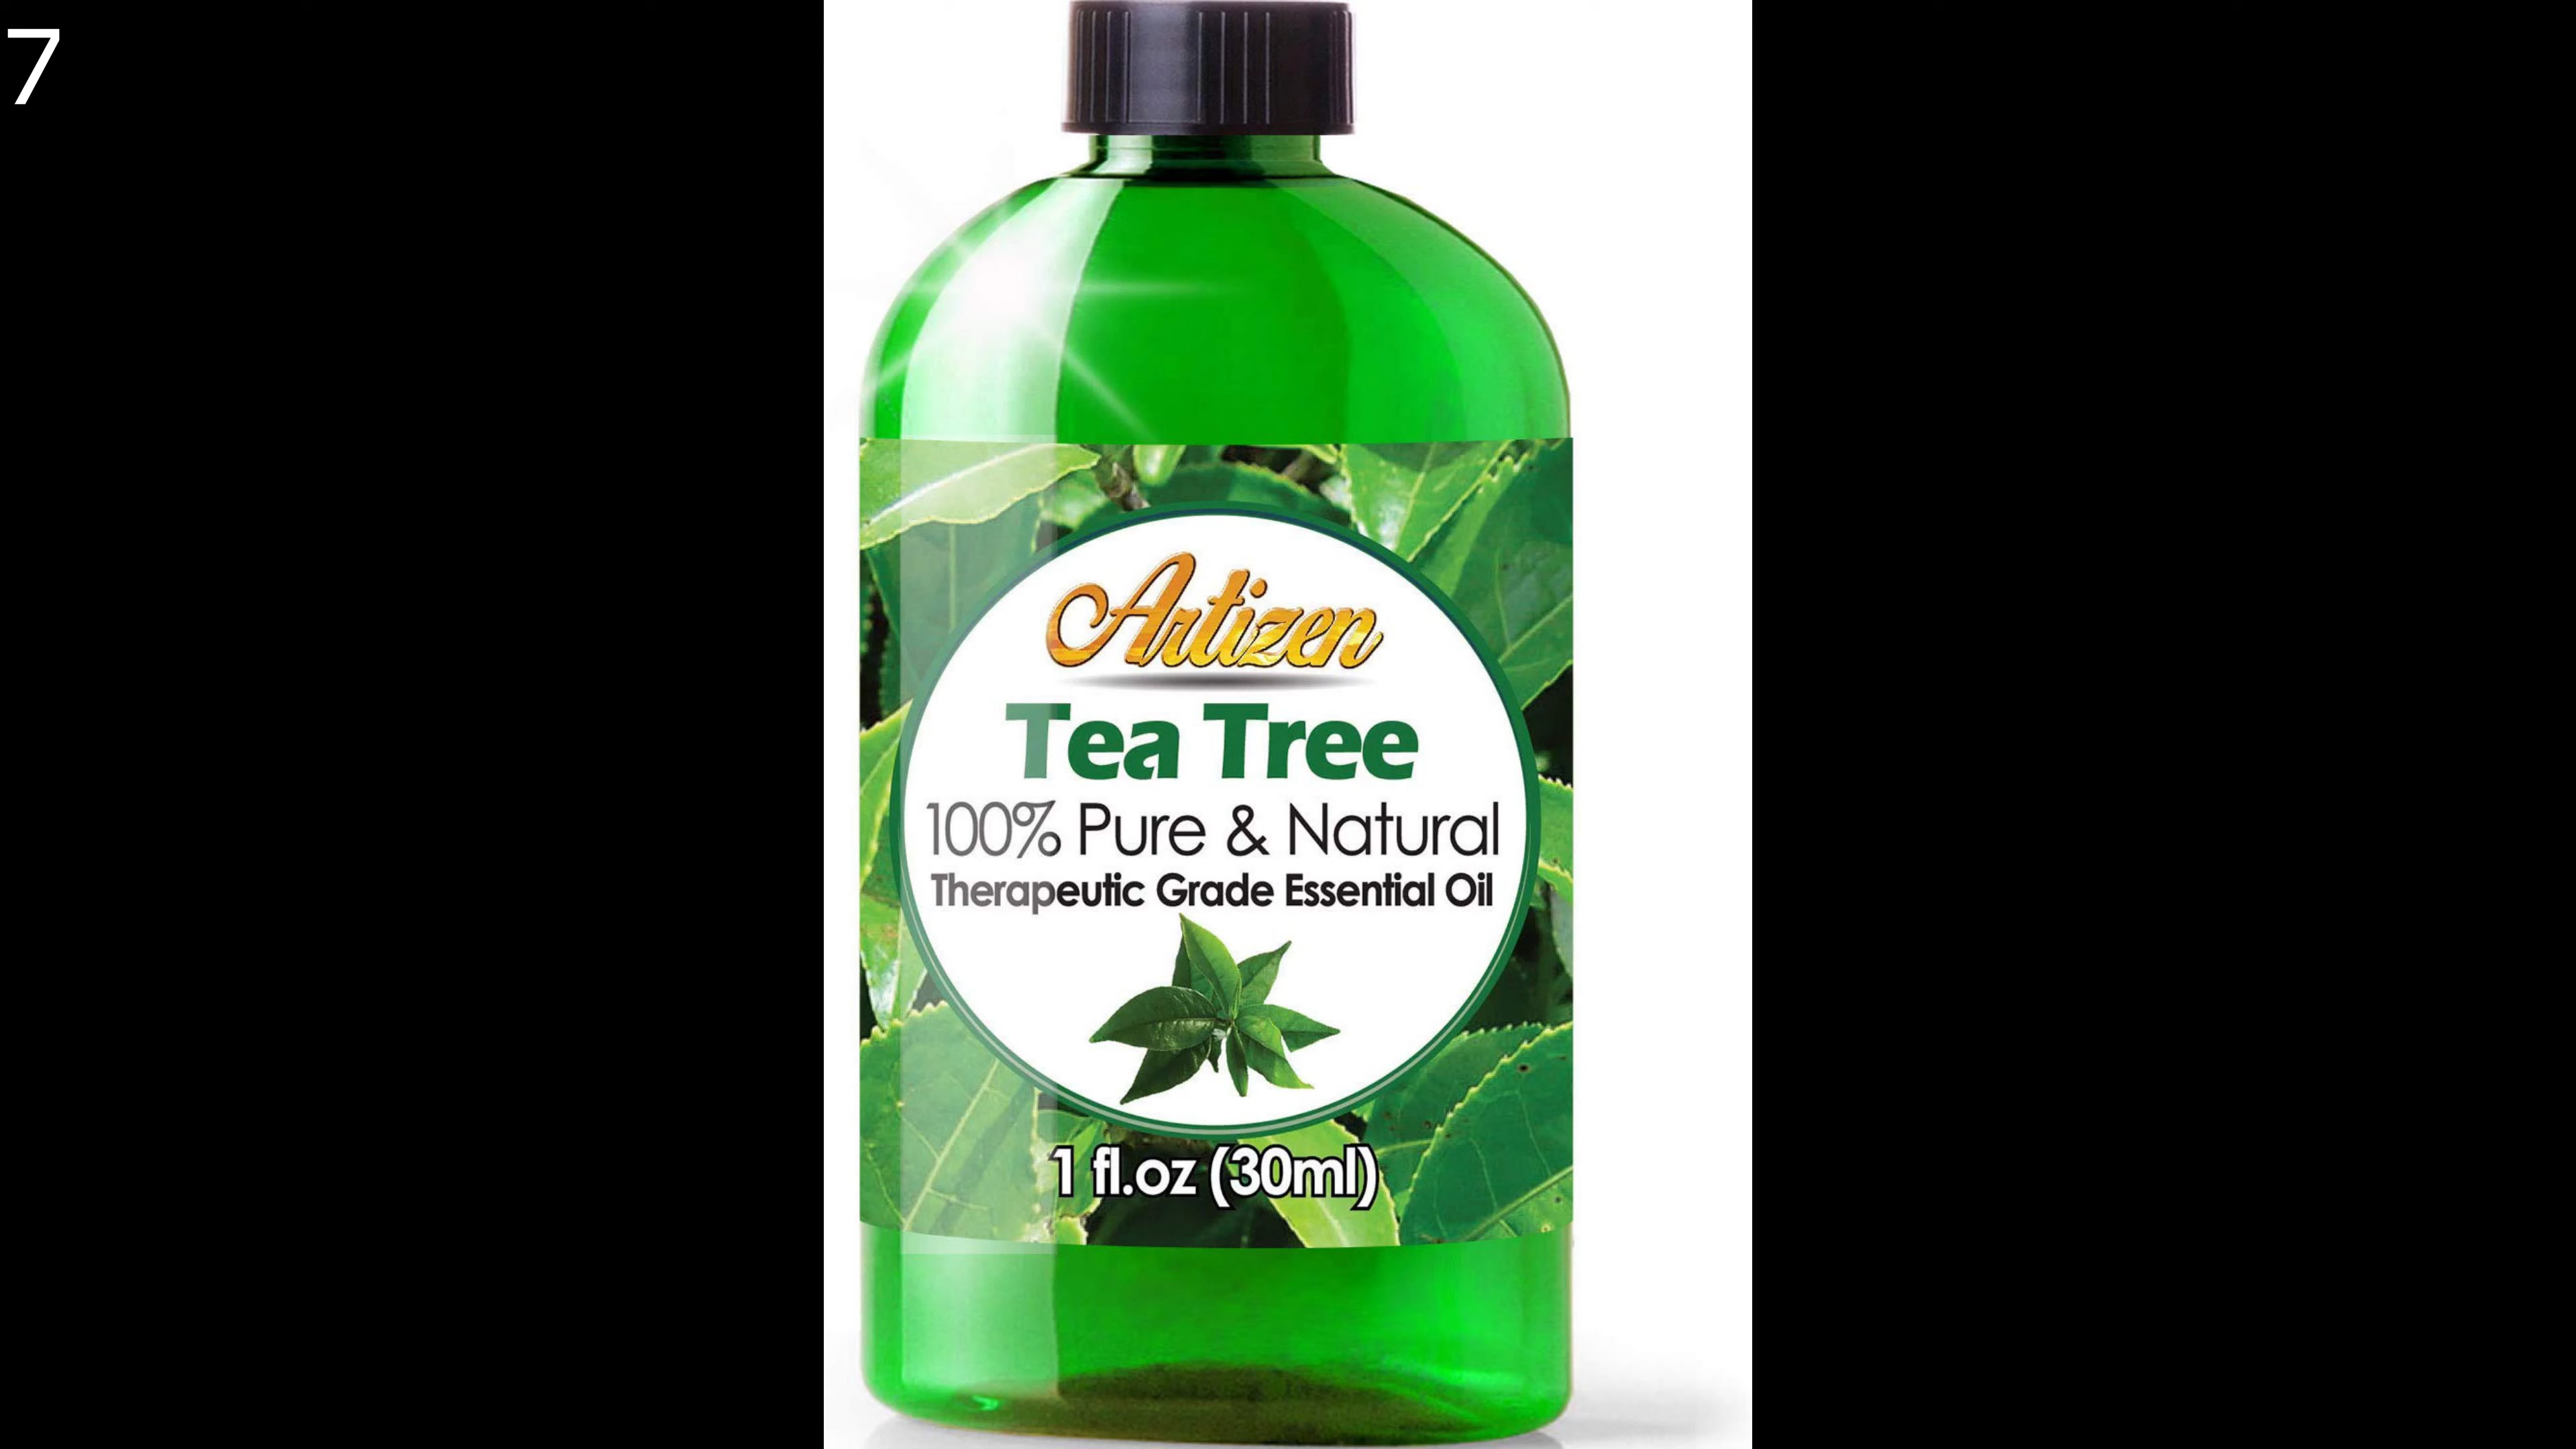 7
Artizen
Tea Tree
100% Pure & Natural
Therapeutic Grade Essential Oil
1 fl.oz (30ml)